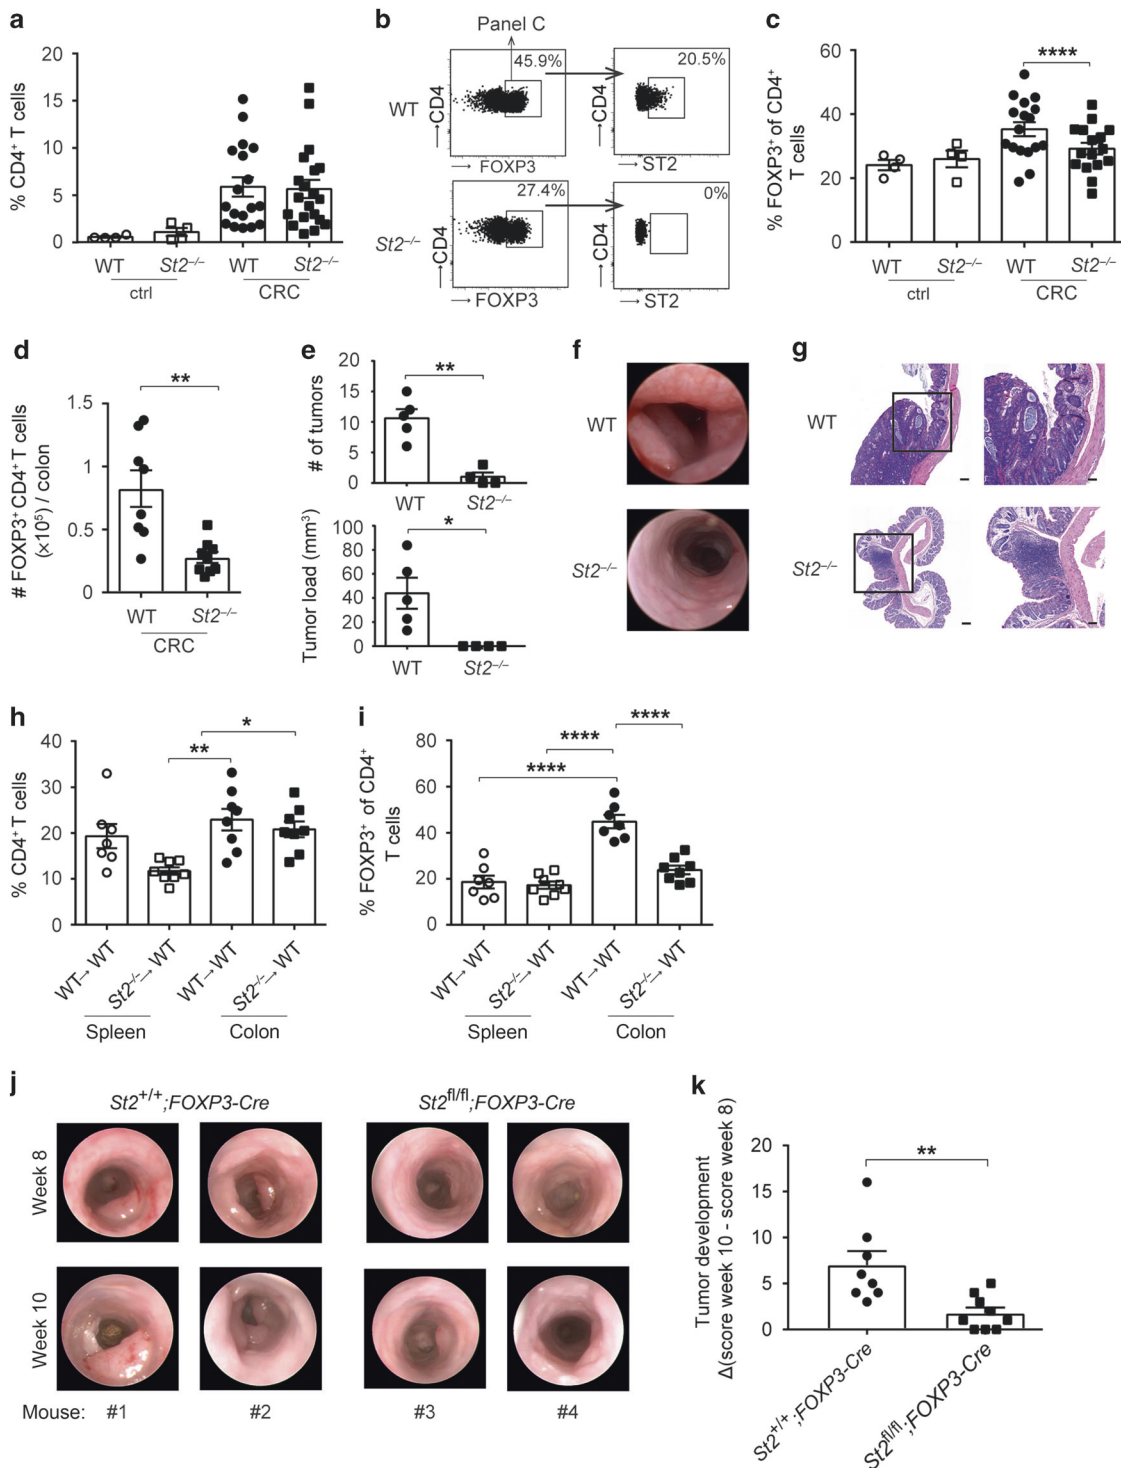 a
% CD4⁺ T cells
20
15
10
5
0
WT
St2⁻/⁻
WT
St2⁻/⁻
ctrl
CRC
b
Panel C
WT
45.9%
20.5%
→CD4
→CD4
→ FOXP3
→ ST2
St2⁻/⁻
27.4%
0%
→CD4
→CD4
→ FOXP3
→ ST2
c
% FOXP3⁺ of CD4⁺
T cells
60
40
20
0
****
WT
St2⁻/⁻
WT
St2⁻/⁻
ctrl
CRC
d
# FOXP3⁺ CD4⁺ T cells
(×10⁵) / colon
1.5
1
0.5
0
**
WT
St2⁻/⁻
CRC
e
# of tumors
20
15
10
5
0
**
WT
St2⁻/⁻
Tumor load (mm³)
100
80
60
40
20
0
*
WT
St2⁻/⁻
f
WT
St2⁻/⁻
g
WT
St2⁻/⁻
h
% CD4⁺ T cells
40
30
20
10
0
**
*
WT→ WT
St2⁻/⁻→ WT
WT→ WT
St2⁻/⁻→ WT
Spleen
Colon
i
% FOXP3⁺ of CD4⁺
T cells
80
60
40
20
0
****
****
****
WT→ WT
St2⁻/⁻→ WT
WT→ WT
St2⁻/⁻→ WT
Spleen
Colon
j
St2⁺/⁺;FOXP3-Cre
St2fl/fl;FOXP3-Cre
Week 8
Week 10
Mouse: #1 #2 #3 #4
k
Tumor development
Δ(score week 10 - score week 8)
20
15
10
5
0
**
St2⁺/⁺;FOXP3-Cre
St2fl/fl;FOXP3-Cre